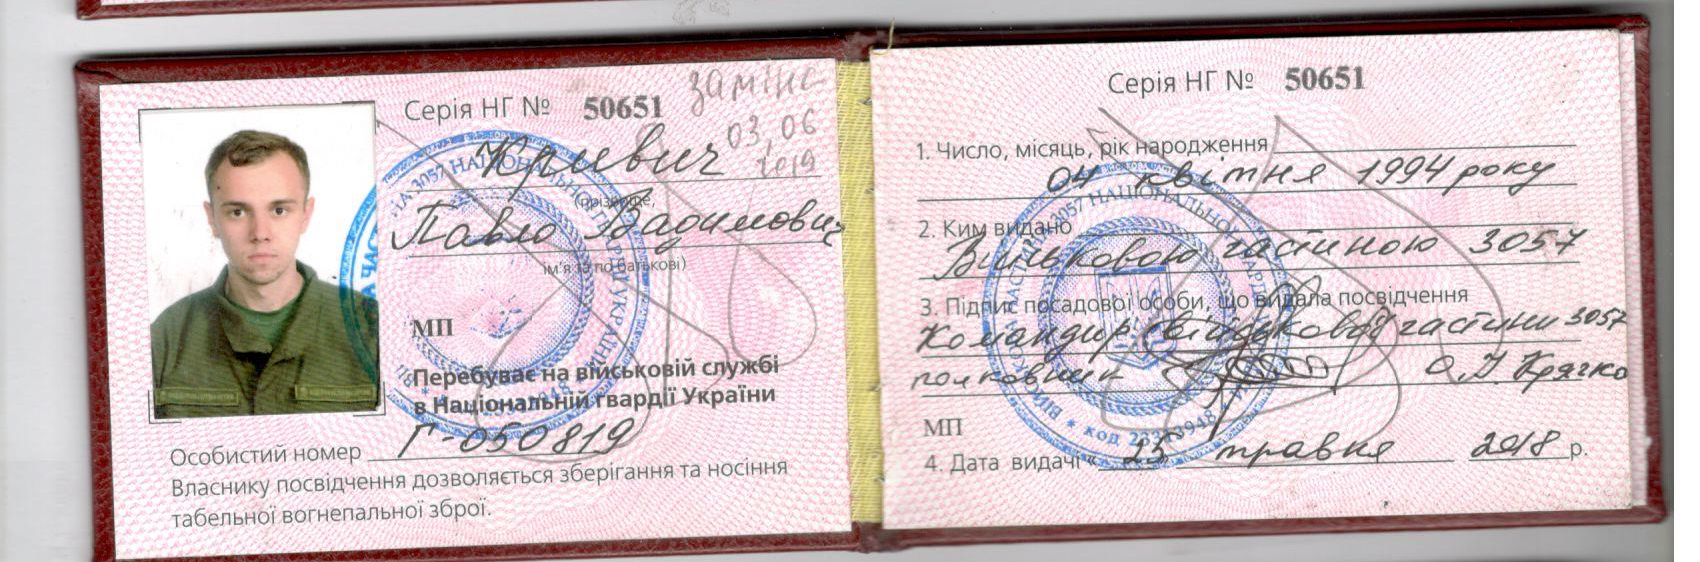 Серія НГ № 50651
заміна
03,06
2019
Юркевич
(прізвище,
Павло Вадимович
ім'я та по батькові)
МП
Перебуває на військовій службі
в Національній гвардії України
Особистий номер Г-050819
Власнику посвідчення дозволяється зберігання та носіння
табельної вогнепальної зброї.
Серія НГ № 50651
1. Число, місяць, рік народження
04 квітня 1994 року
2. Ким видано
Військовою частиною 3057
3. Підпис посадової особи, що видала посвідчення
Командир військової частини 3057
полковник
МП
4. Дата видачі « 25 травня 2018 р.